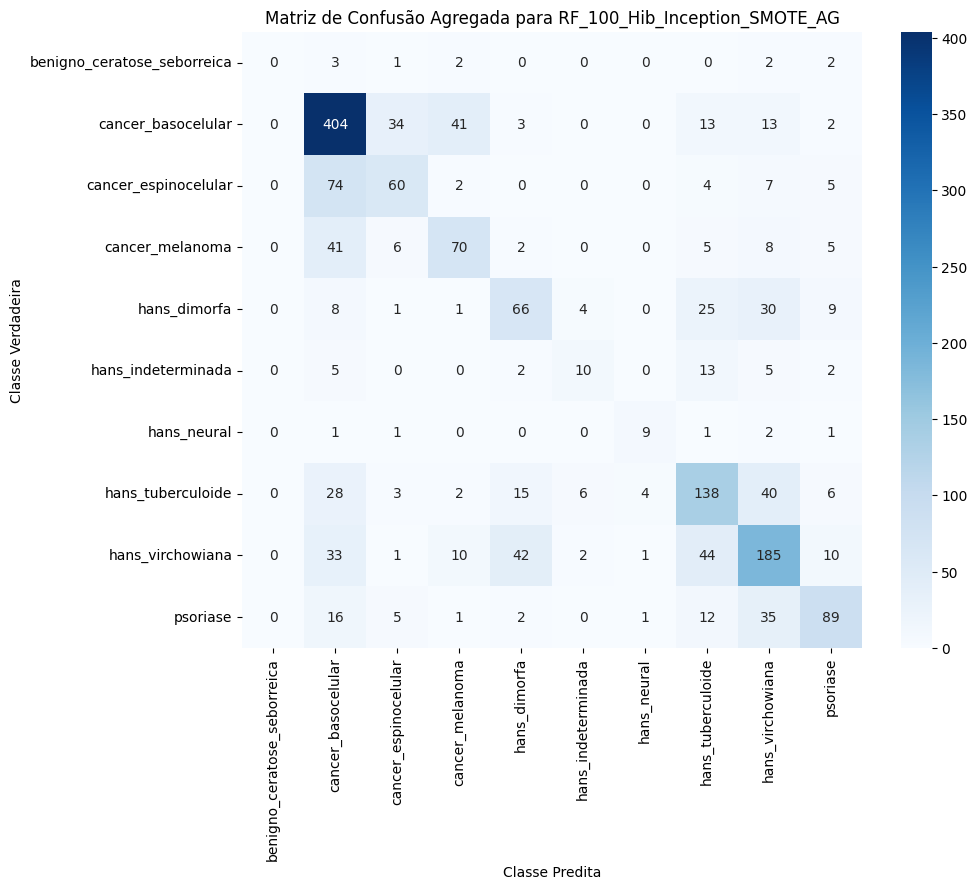 Matriz de Confusão Agregada para RF_100_Hib_Inception_SMOTE_AG
benigno_ceratose_seborreica 0 3 1 2 0 0 0 0 2 2
cancer_basocelular 0 404 34 41 3 0 0 13 13 2
cancer_espinocelular 0 74 60 2 0 0 0 4 7 5
cancer_melanoma 0 41 6 70 2 0 0 5 8 5
hans_dimorfa 0 8 1 1 66 4 0 25 30 9
hans_indeterminada 0 5 0 0 2 10 0 13 5 2
hans_neural 0 1 1 0 0 0 9 1 2 1
hans_tuberculoide 0 28 3 2 15 6 4 138 40 6
hans_virchowiana 0 33 1 10 42 2 1 44 185 10
psoriase 0 16 5 1 2 0 1 12 35 89
Classe Verdadeira
benigno_ceratose_seborreica
cancer_basocelular
cancer_espinocelular
cancer_melanoma
hans_dimorfa
hans_indeterminada
hans_neural
hans_tuberculoide
hans_virchowiana
psoriase
Classe Predita
400
350
300
250
200
150
100
50
0